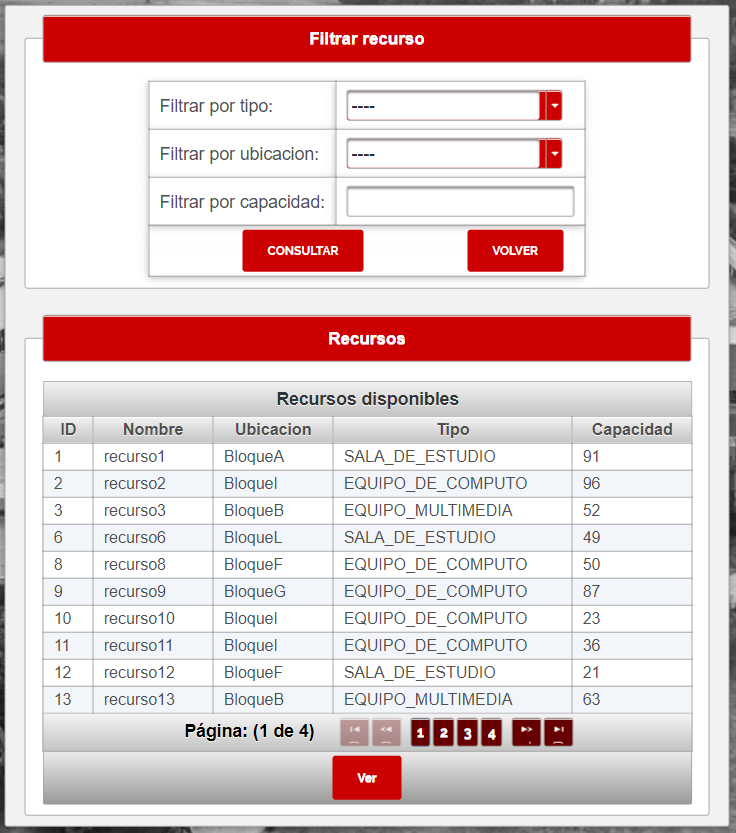 Filtrar recurso
Filtrar por tipo: ----
Filtrar por ubicacion: ----
Filtrar por capacidad:
CONSULTAR VOLVER
Recursos
Recursos disponibles
ID Nombre Ubicacion Tipo Capacidad
1 recurso1 BloqueA SALA_DE_ESTUDIO 91
2 recurso2 BloqueI EQUIPO_DE_COMPUTO 96
3 recurso3 BloqueB EQUIPO_MULTIMEDIA 52
6 recurso6 BloqueL SALA_DE_ESTUDIO 49
8 recurso8 BloqueF EQUIPO_DE_COMPUTO 50
9 recurso9 BloqueG EQUIPO_DE_COMPUTO 87
10 recurso10 BloqueI EQUIPO_DE_COMPUTO 23
11 recurso11 BloqueI EQUIPO_DE_COMPUTO 36
12 recurso12 BloqueF SALA_DE_ESTUDIO 21
13 recurso13 BloqueB EQUIPO_MULTIMEDIA 63
Página: (1 de 4) 1 2 3 4
Ver